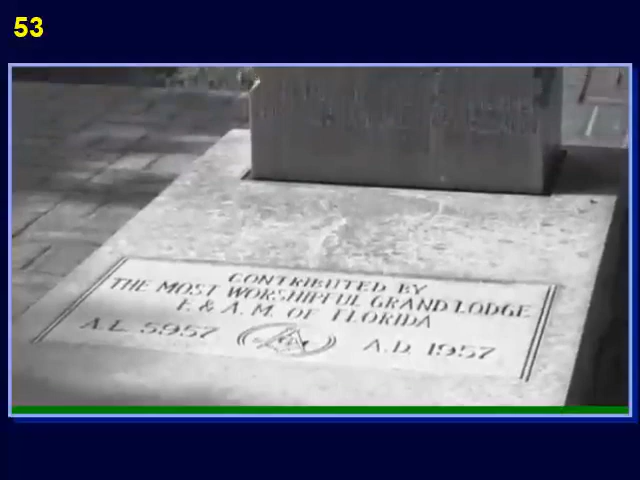 53
CONTRIBUTED BY
THE MOST WORSHIPFUL GRAND LODGE
F. & A. M. OF FLORIDA
A.L. 5957 G A.D. 1957